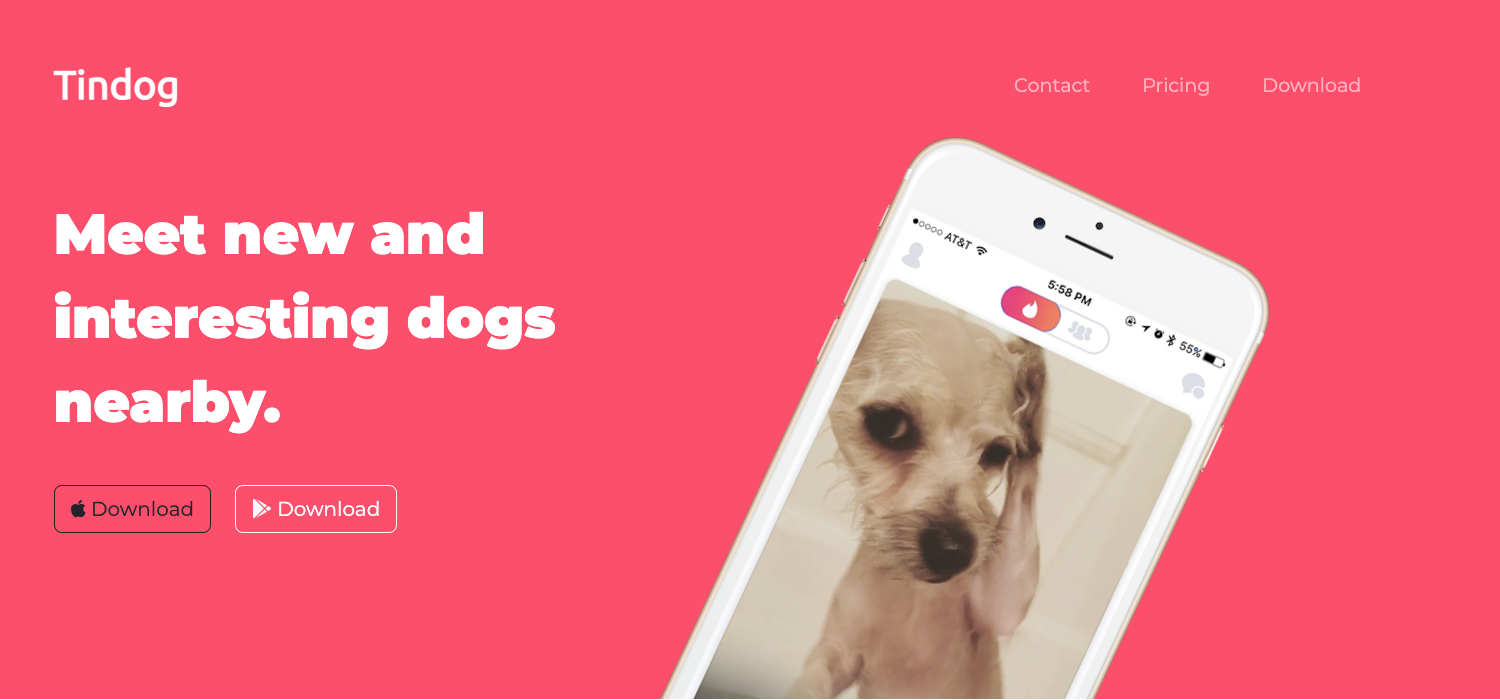 Tindog
Contact Pricing Download
Meet new and
interesting dogs
nearby.
Download Download
AT&T
5:58 PM
55%